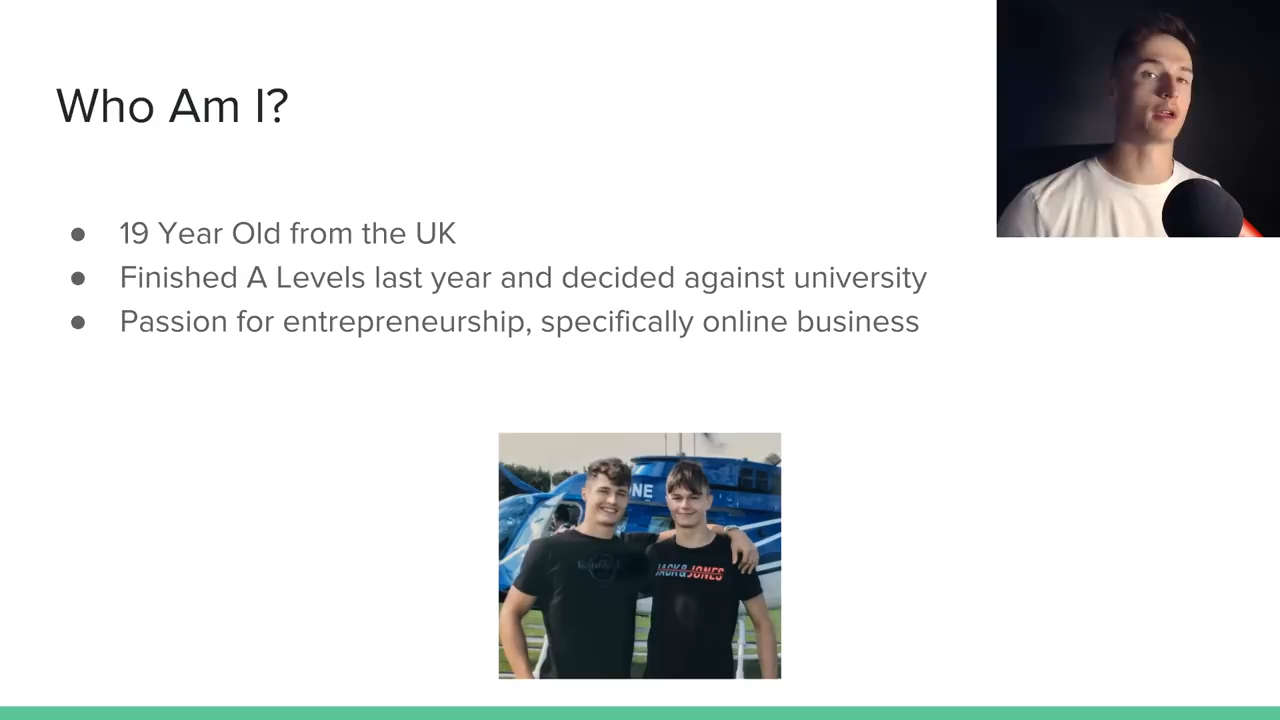 Who Am I?
● 19 Year Old from the UK
● Finished A Levels last year and decided against university
● Passion for entrepreneurship, specifically online business
NE
JACK&JONES